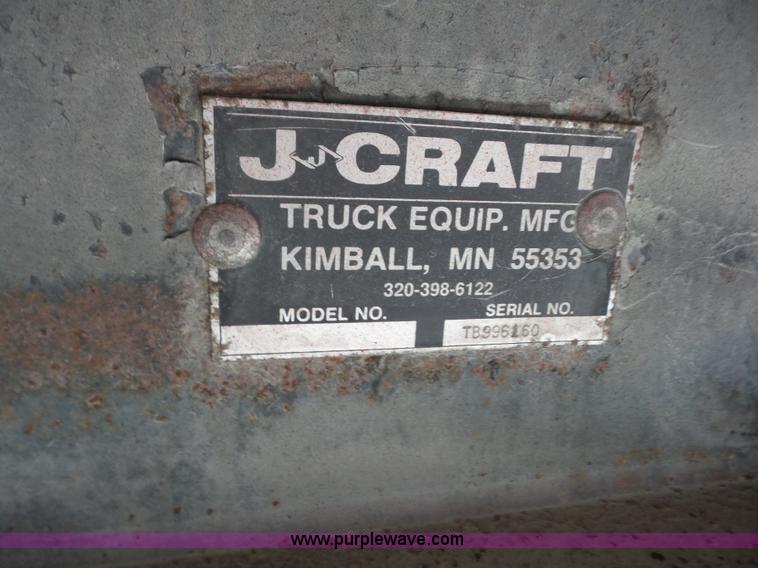 J-CRAFT
TRUCK EQUIP. MFG
KIMBALL, MN 55353
320-398-6122
MODEL NO. SERIAL NO.
TB996160
www.purplewave.com